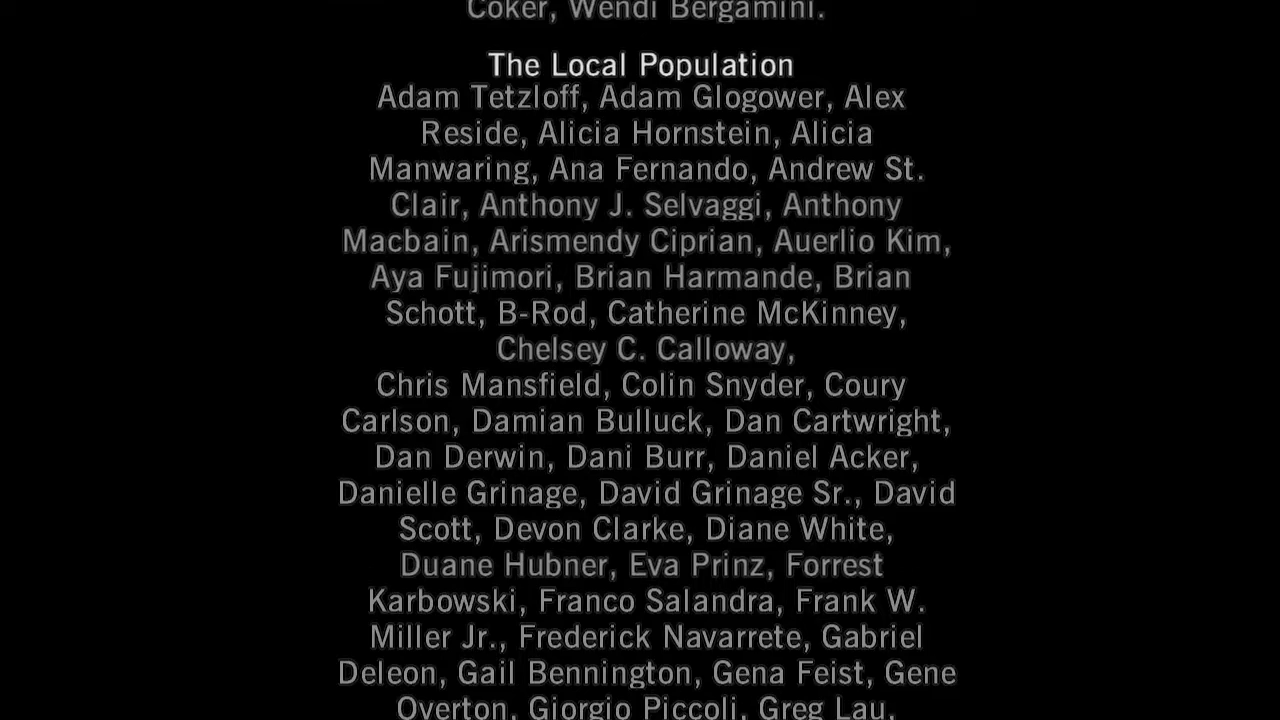 Coker, Wendi Bergamini.
The Local Population
Adam Tetzloff, Adam Glogower, Alex
Reside, Alicia Hornstein, Alicia
Manwaring, Ana Fernando, Andrew St.
Clair, Anthony J. Selvaggi, Anthony
Macbain, Arismendy Ciprian, Auerlio Kim,
Aya Fujimori, Brian Harmande, Brian
Schott, B-Rod, Catherine McKinney,
Chelsey C. Calloway,
Chris Mansfield, Colin Snyder, Coury
Carlson, Damian Bulluck, Dan Cartwright,
Dan Derwin, Dani Burr, Daniel Acker,
Danielle Grinage, David Grinage Sr., David
Scott, Devon Clarke, Diane White,
Duane Hubner, Eva Prinz, Forrest
Karbowski, Franco Salandra, Frank W.
Miller Jr., Frederick Navarrete, Gabriel
Deleon, Gail Bennington, Gena Feist, Gene
Overton, Giorgio Piccoli, Greg Lau,